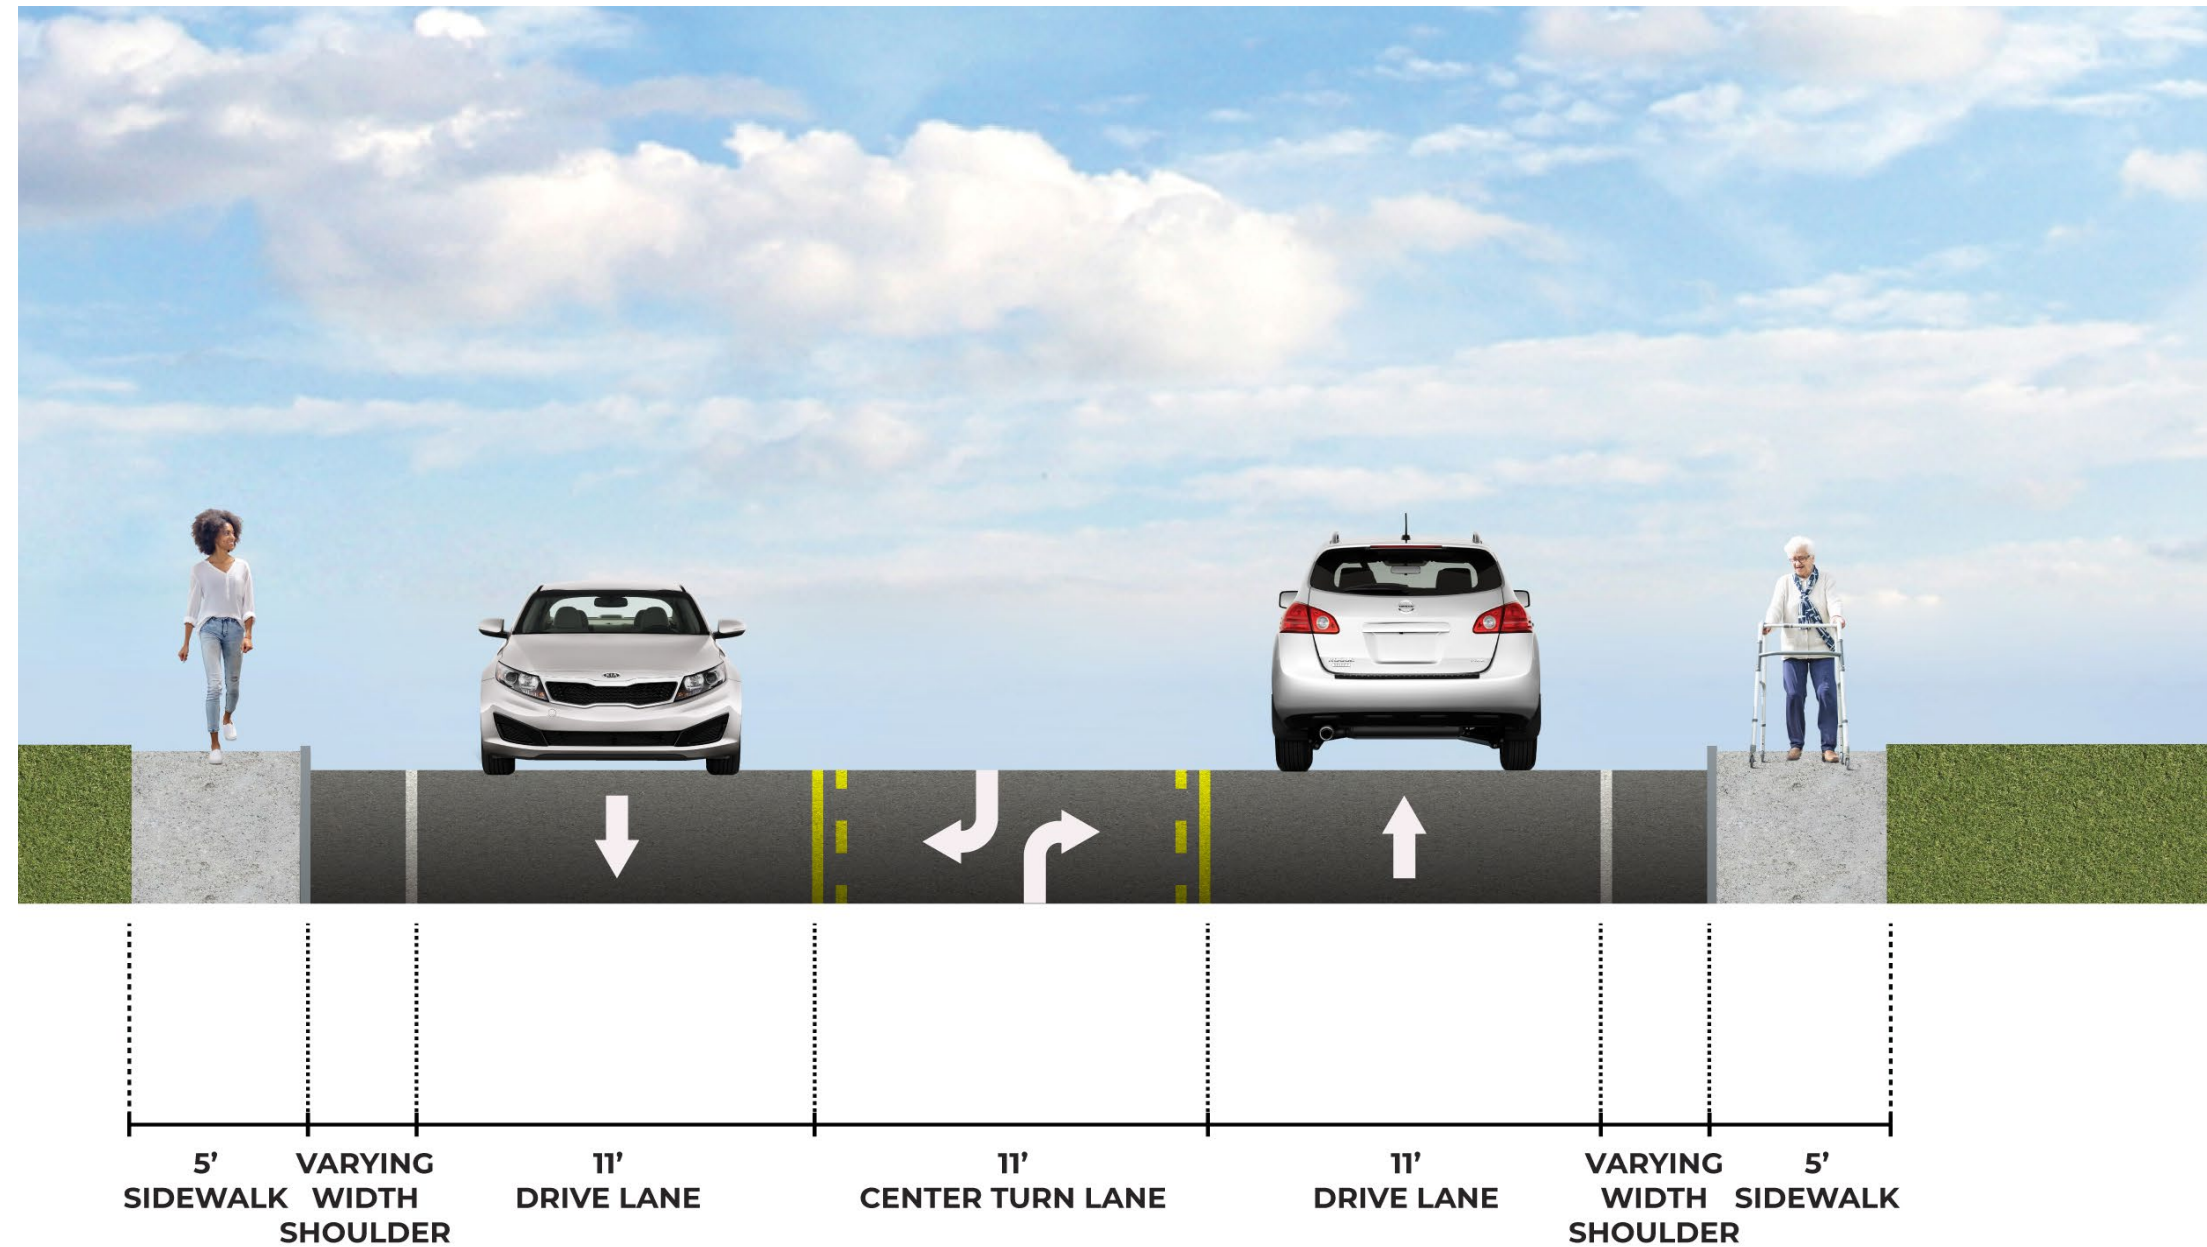 5’
SIDEWALK
VARYING
WIDTH
SHOULDER
11’
DRIVE LANE
11’
CENTER TURN LANE
11’
DRIVE LANE
VARYING
WIDTH
SHOULDER
5’
SIDEWALK
KIA